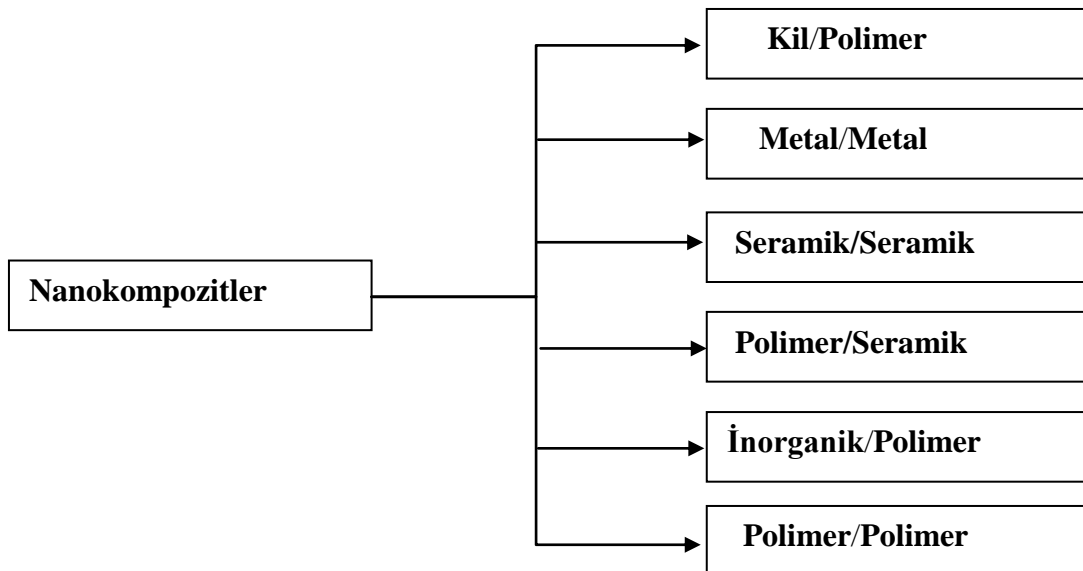 Kil/Polimer
Metal/Metal
Seramik/Seramik
Nanokompozitler
Polimer/Seramik
İnorganik/Polimer
Polimer/Polimer